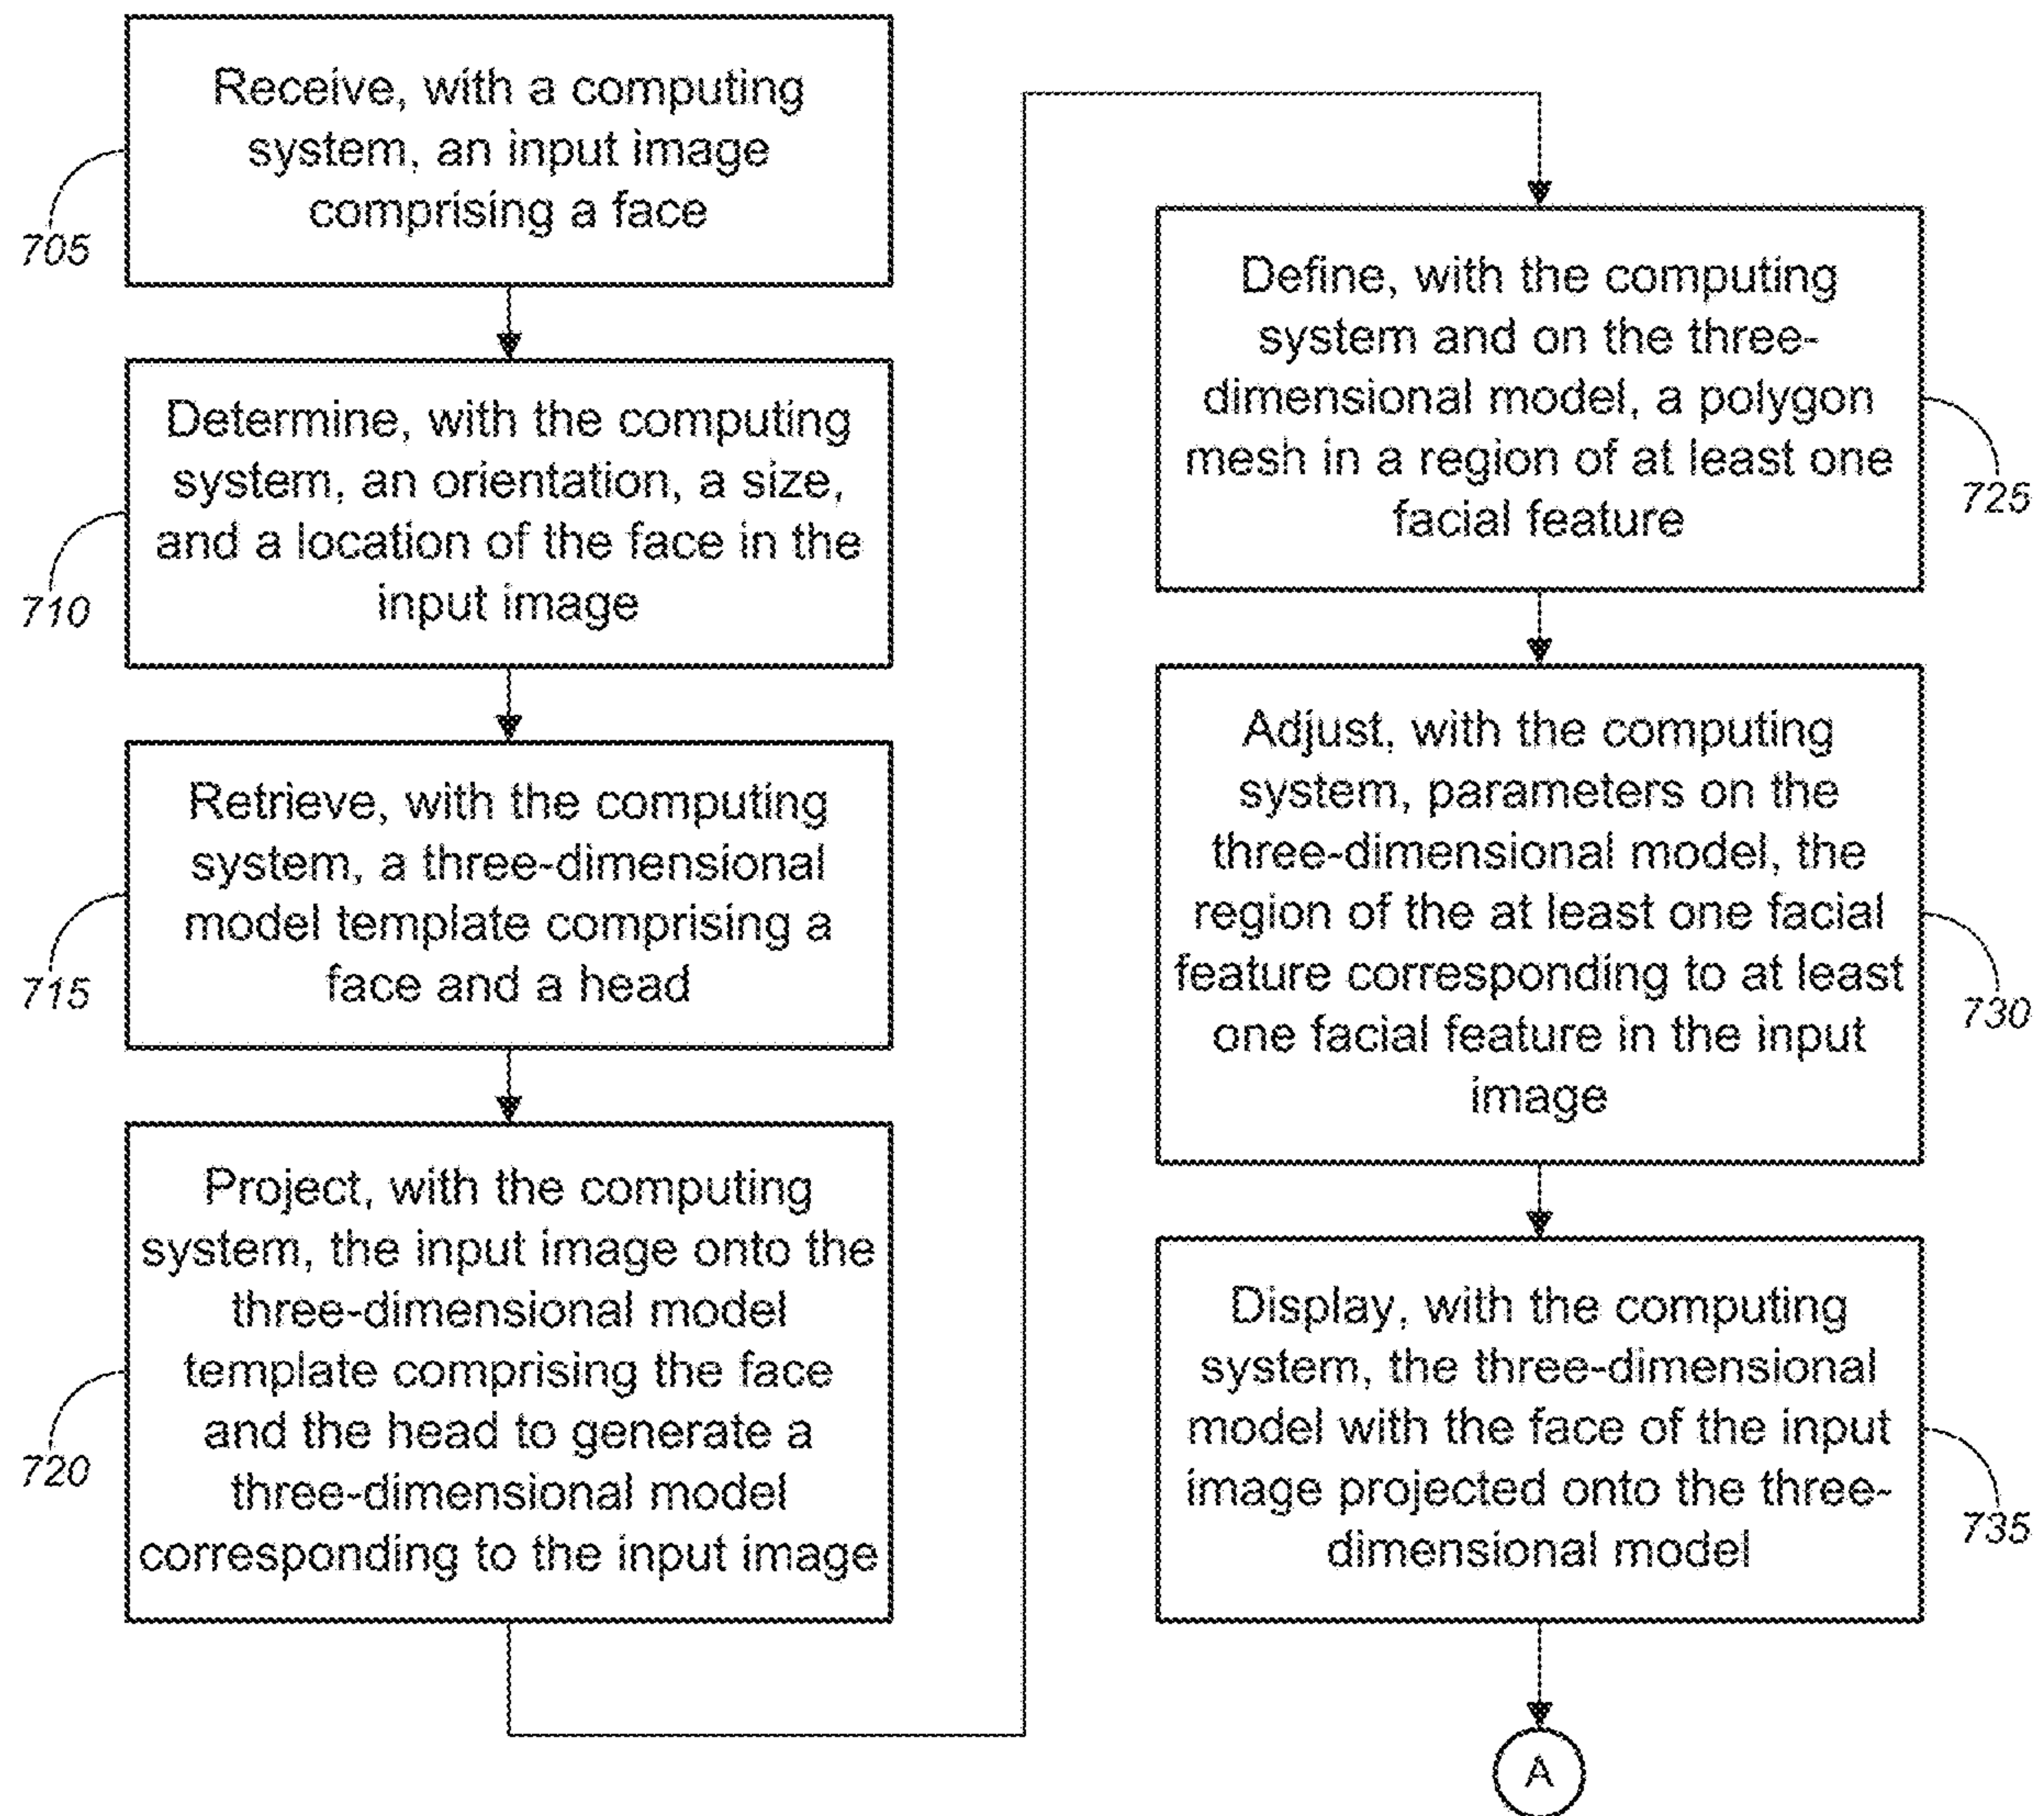 Receive, with a computing
system, an input image
comprising a face
705
Determine, with the computing
system, an orientation, a size,
and a location of the face in the
input image
710
Retrieve, with the computing
system, a three-dimensional
model template comprising a
face and a head
715
Project, with the computing
system, the input image onto the
three-dimensional model
template comprising the face
and the head to generate a
three-dimensional model
corresponding to the input image
720
Define, with the computing
system and on the three-
dimensional model, a polygon
mesh in a region of at least one
facial feature
725
Adjust, with the computing
system, parameters on the
three-dimensional model, the
region of the at least one facial
feature corresponding to at least
one facial feature in the input
image
730
Display, with the computing
system, the three-dimensional
model with the face of the input
image projected onto the three-
dimensional model
735
A